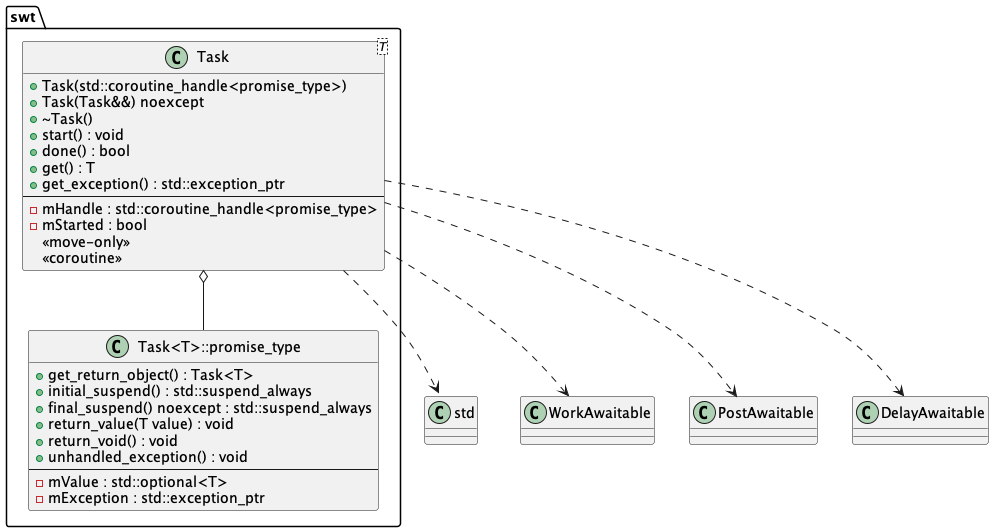 swt
C Task
T
Task(std::coroutine_handle<promise_type>)
Task(Task&&) noexcept
~Task()
start() : void
done() : bool
get() : T
get_exception() : std::exception_ptr
mHandle : std::coroutine_handle<promise_type>
mStarted : bool
«move-only»
«coroutine»
C Task<T>::promise_type
get_return_object() : Task<T>
initial_suspend() : std::suspend_always
final_suspend() noexcept : std::suspend_always
return_value(T value) : void
return_void() : void
unhandled_exception() : void
mValue : std::optional<T>
mException : std::exception_ptr
C std
C WorkAwaitable
C PostAwaitable
C DelayAwaitable